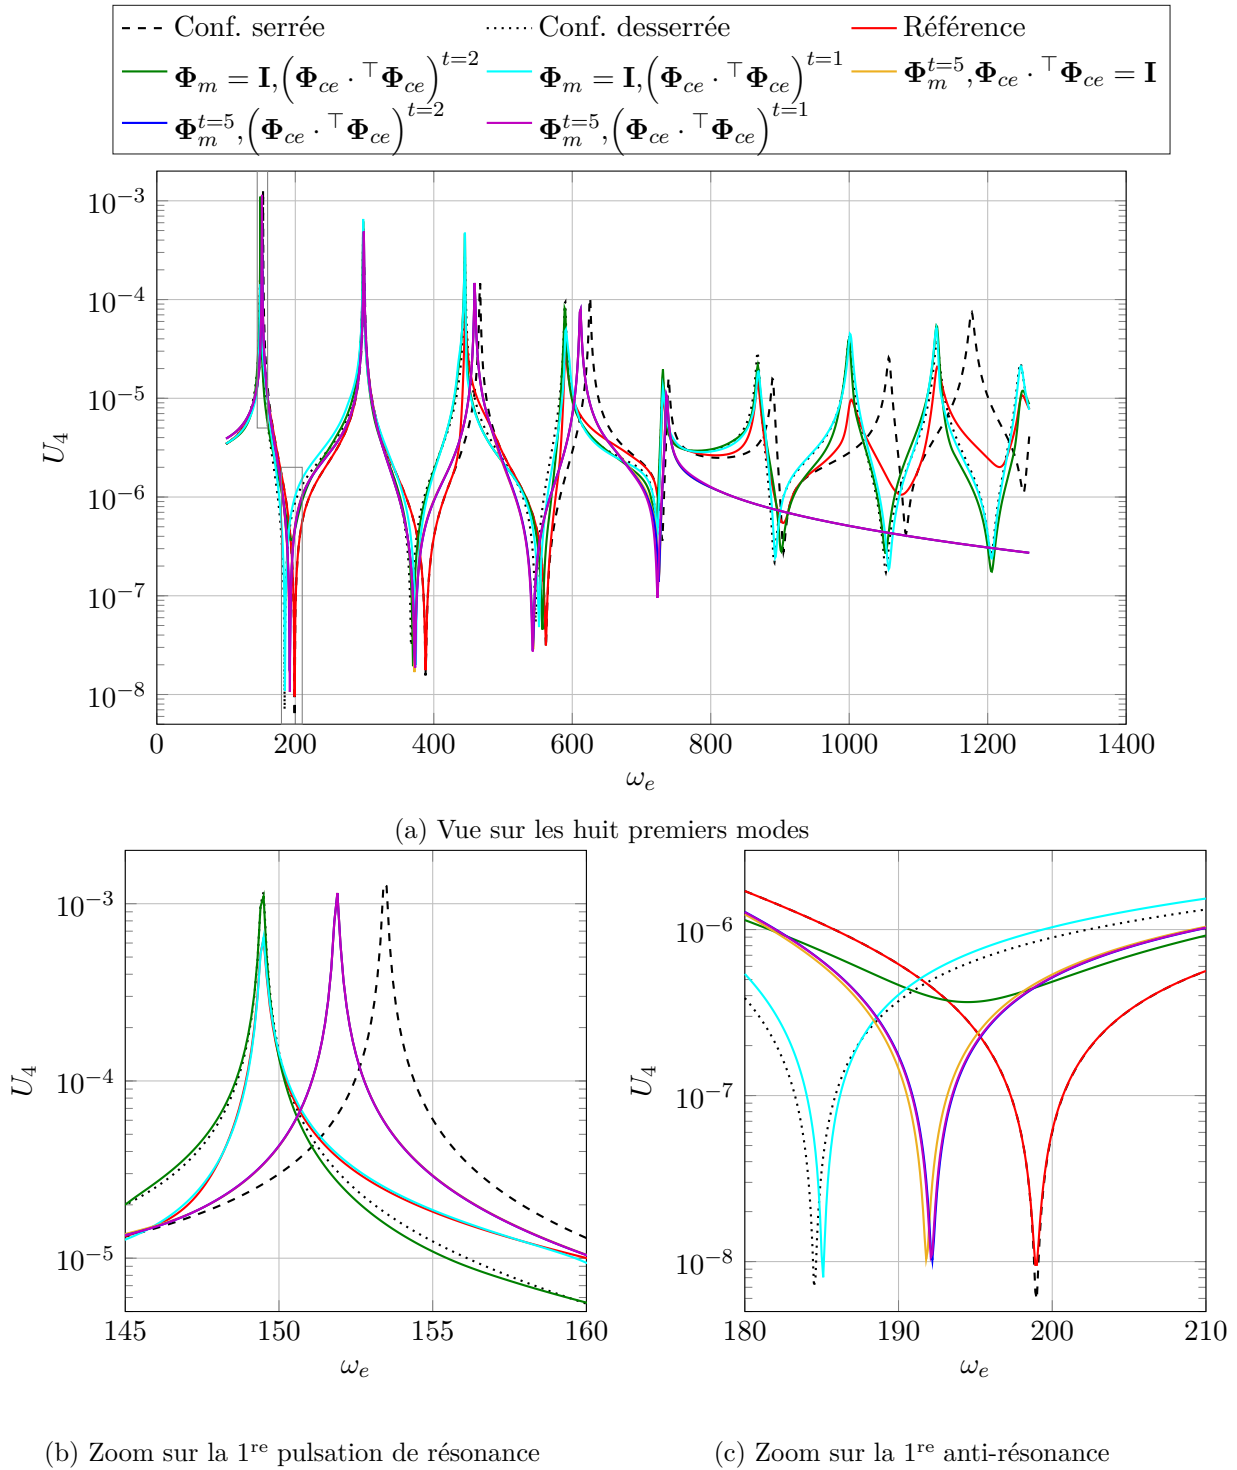 Conf. serrée Conf. desserrée Référence
Φ_m = I, (Φ_ce · ⊤Φ_ce)^{t=2} Φ_m = I, (Φ_ce · ⊤Φ_ce)^{t=1} Φ_m^{t=5}, Φ_ce · ⊤Φ_ce = I
Φ_m^{t=5}, (Φ_ce · ⊤Φ_ce)^{t=2} Φ_m^{t=5}, (Φ_ce · ⊤Φ_ce)^{t=1}
10^{−3}
10^{−4}
10^{−5}
10^{−6}
10^{−7}
10^{−8}
U_4
0 200 400 600 800 1000 1200 1400
ω_e
(a) Vue sur les huit premiers modes
10^{−3}
10^{−4}
10^{−5}
U_4
145 150 155 160
ω_e
(b) Zoom sur la 1^{re} pulsation de résonance
10^{−6}
10^{−7}
10^{−8}
U_4
180 190 200 210
ω_e
(c) Zoom sur la 1^{re} anti-résonance